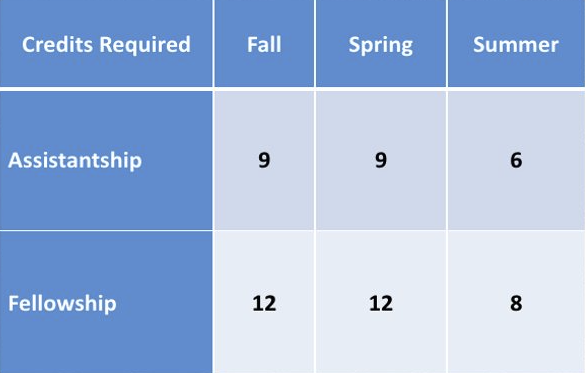 Credits Required Fall Spring Summer
Assistantship 9 9 6
Fellowship 12 12 8